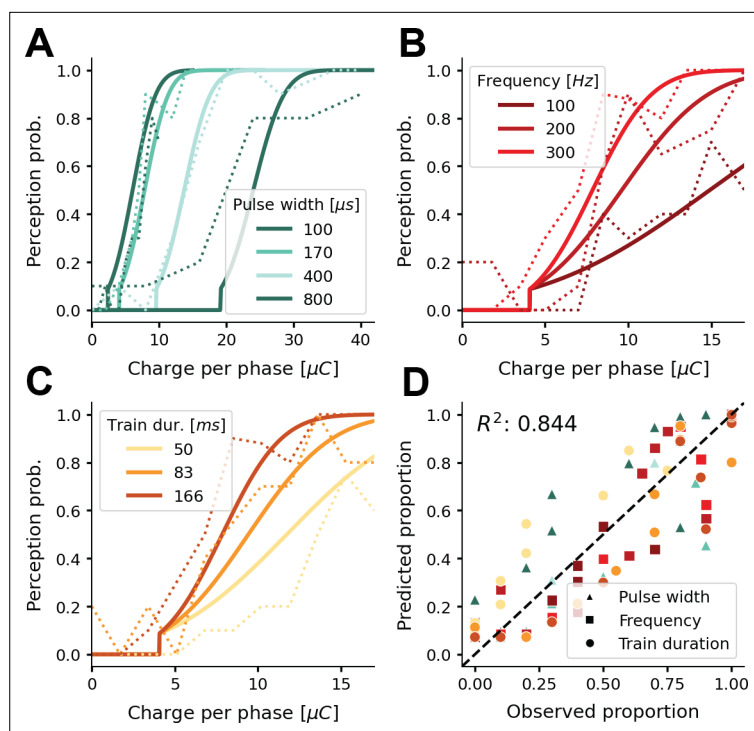 A
Perception prob.
1.0
0.8
0.6
0.4
0.2
0.0
Pulse width [μs]
100
170
400
800
0
10
20
30
40
Charge per phase [μC]
B
Perception prob.
1.0
0.8
0.6
0.4
0.2
0.0
Frequency [Hz]
100
200
300
0
5
10
15
Charge per phase [μC]
C
Perception prob.
1.0
0.8
0.6
0.4
0.2
0.0
Train dur. [ms]
50
83
166
0
5
10
15
Charge per phase [μC]
D
Predicted proportion
1.0
0.8
0.6
0.4
0.2
0.0
R²: 0.844
Pulse width
Frequency
Train duration
0.00
0.25
0.50
0.75
1.00
Observed proportion